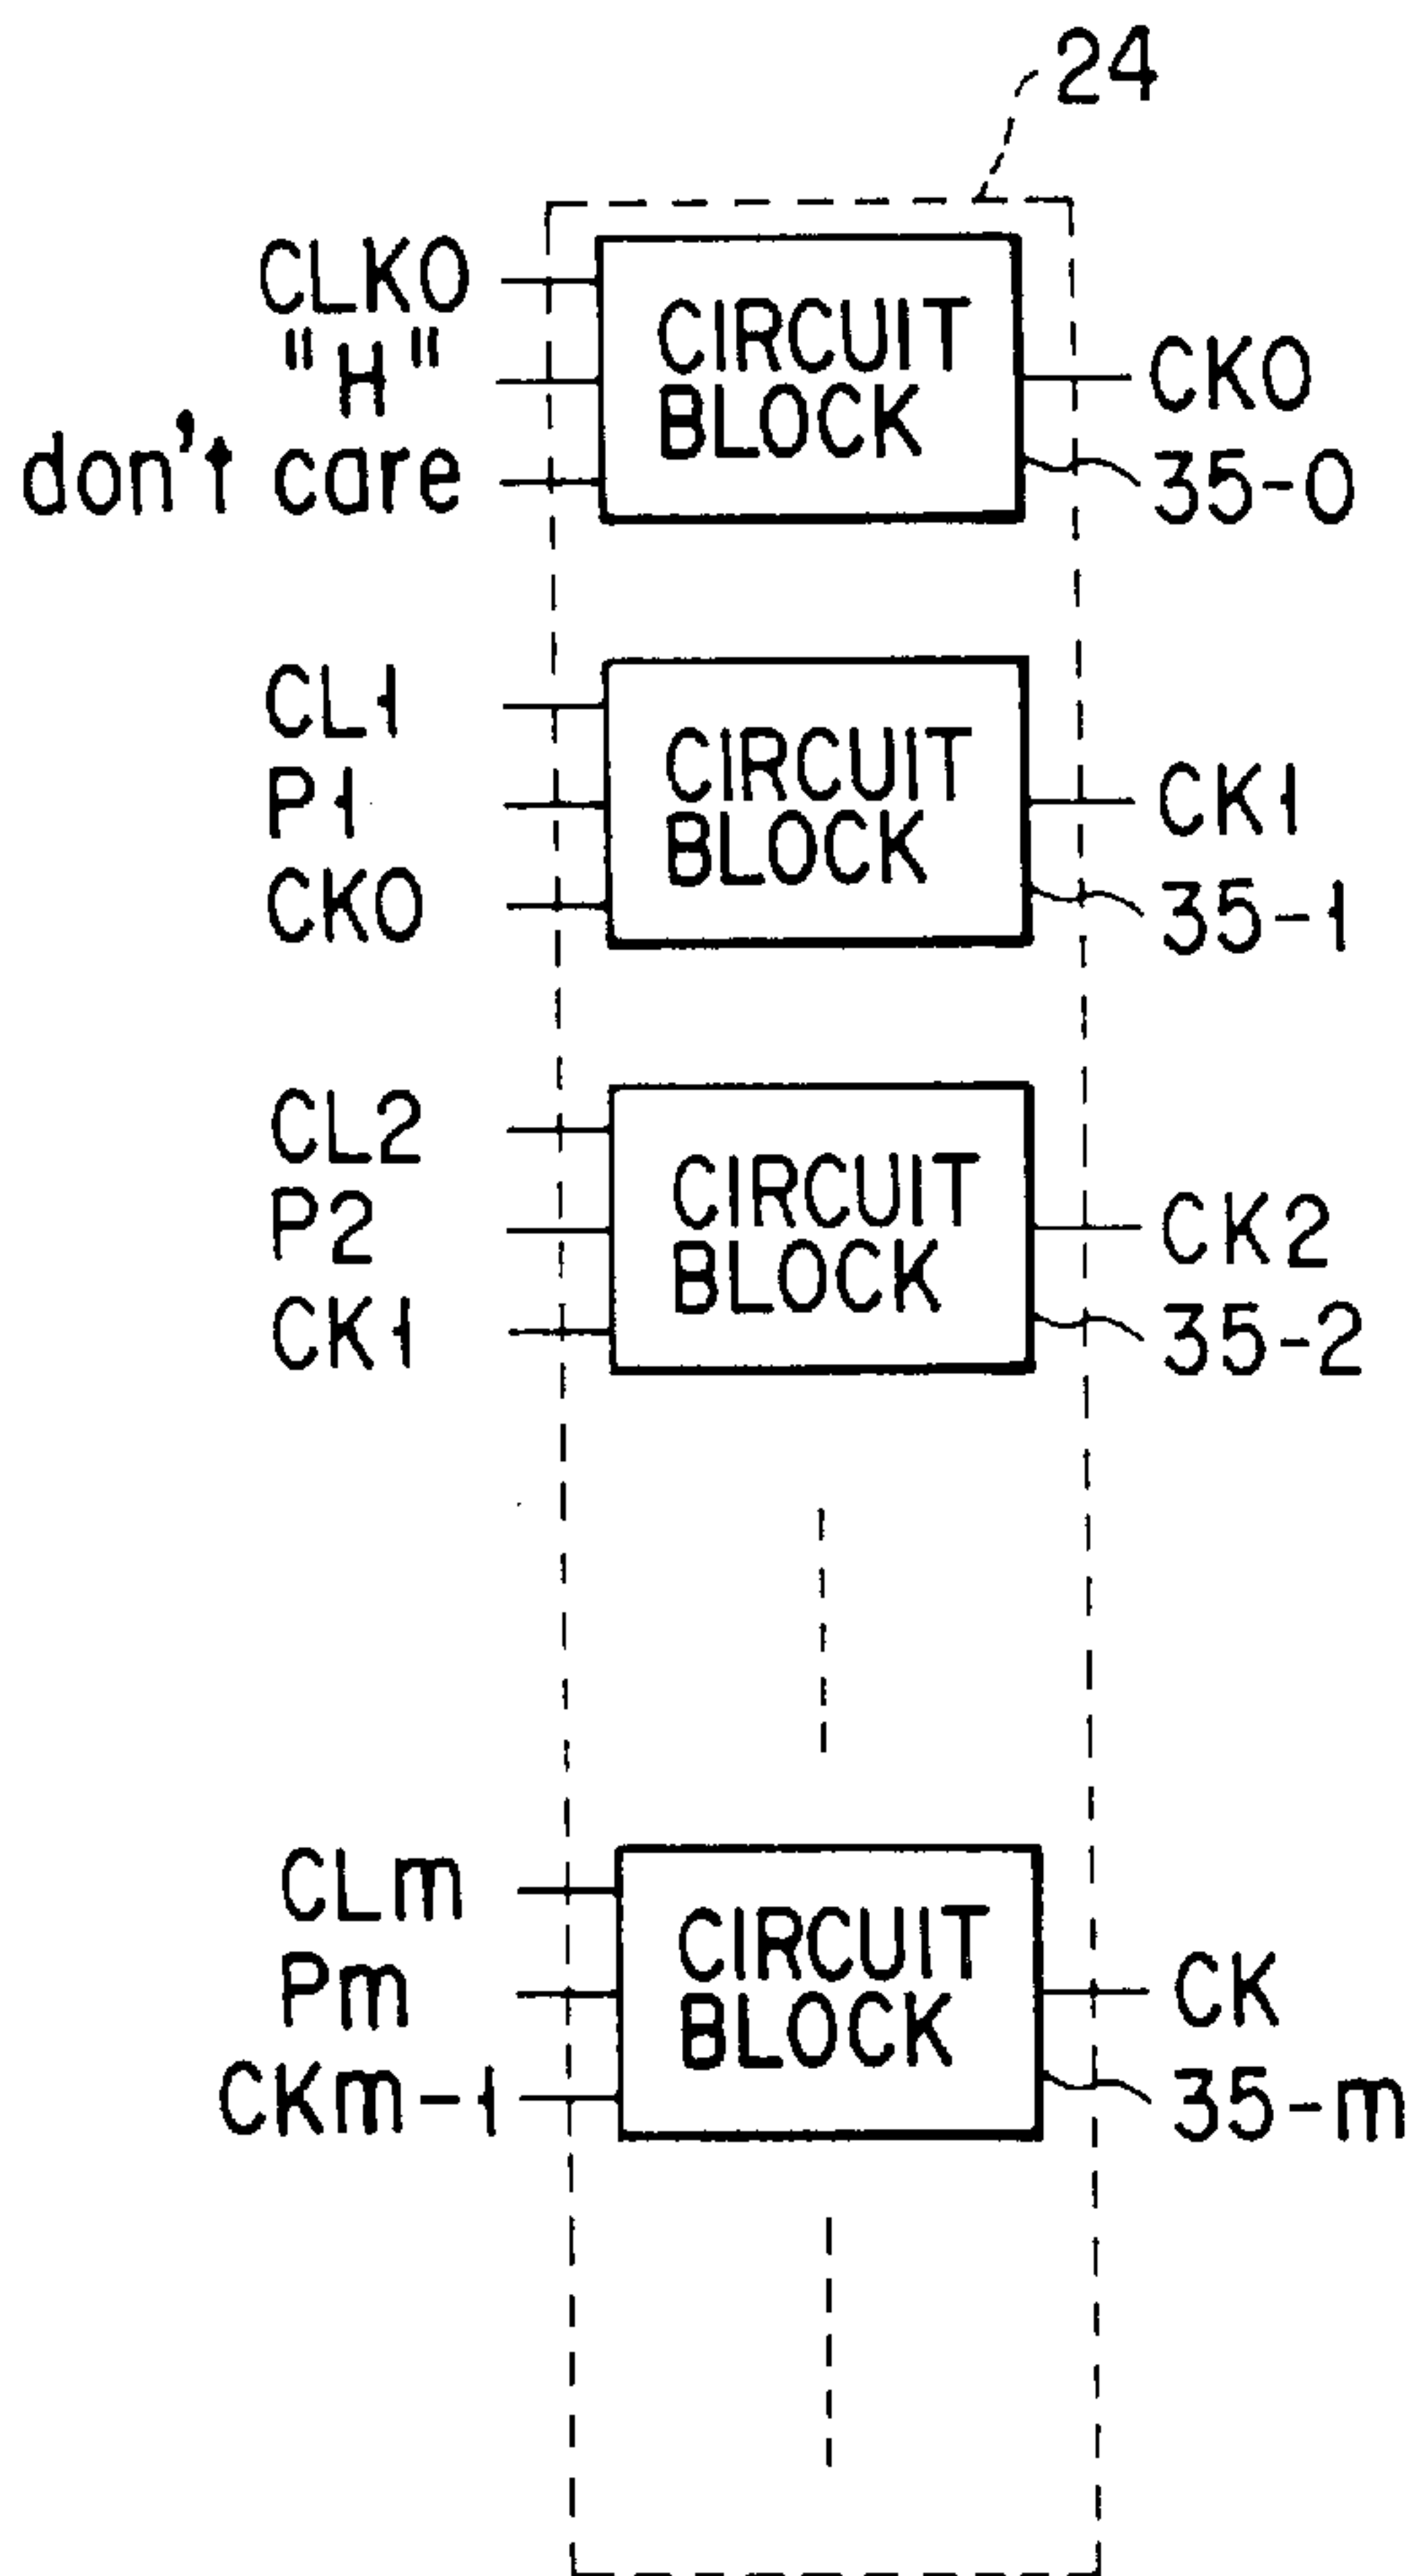 24
CLK0
"H"
don't care
CIRCUIT
BLOCK
CK0
35-0
CL1
P1
CK0
CIRCUIT
BLOCK
CK1
35-1
CL2
P2
CK1
CIRCUIT
BLOCK
CK2
35-2
CLm
Pm
CKm-1
CIRCUIT
BLOCK
CK
35-m